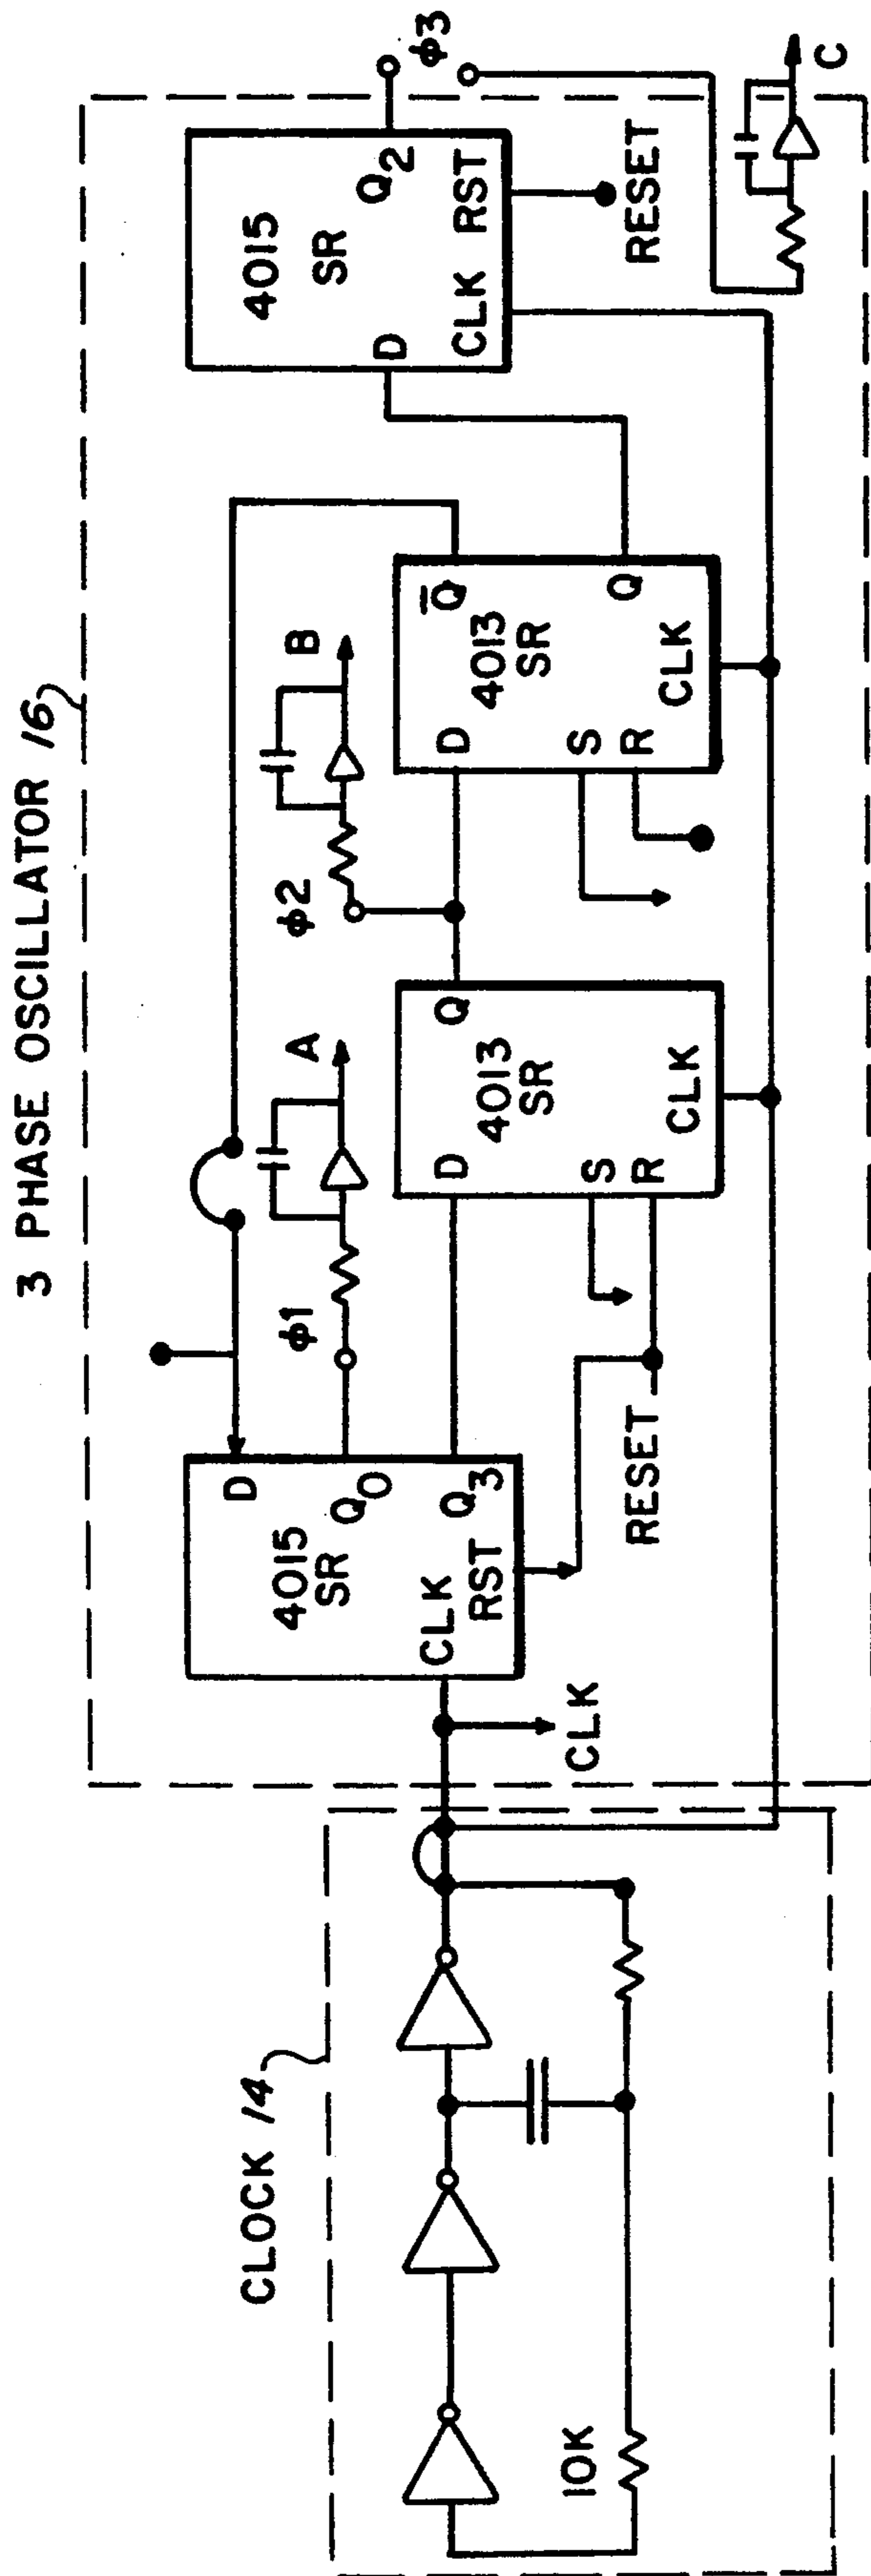 3 PHASE OSCILLATOR 16
CLOCK 14
10K
CLK
4015
SR
D
Q0
Q3
CLK
RST
φ1
A
RESET
4013
SR
D
Q
S
R
CLK
φ2
B
4013
SR
D
Q̅
S
R
Q
CLK
4015
SR
D
Q2
CLK
RST
RESET
φ3
C